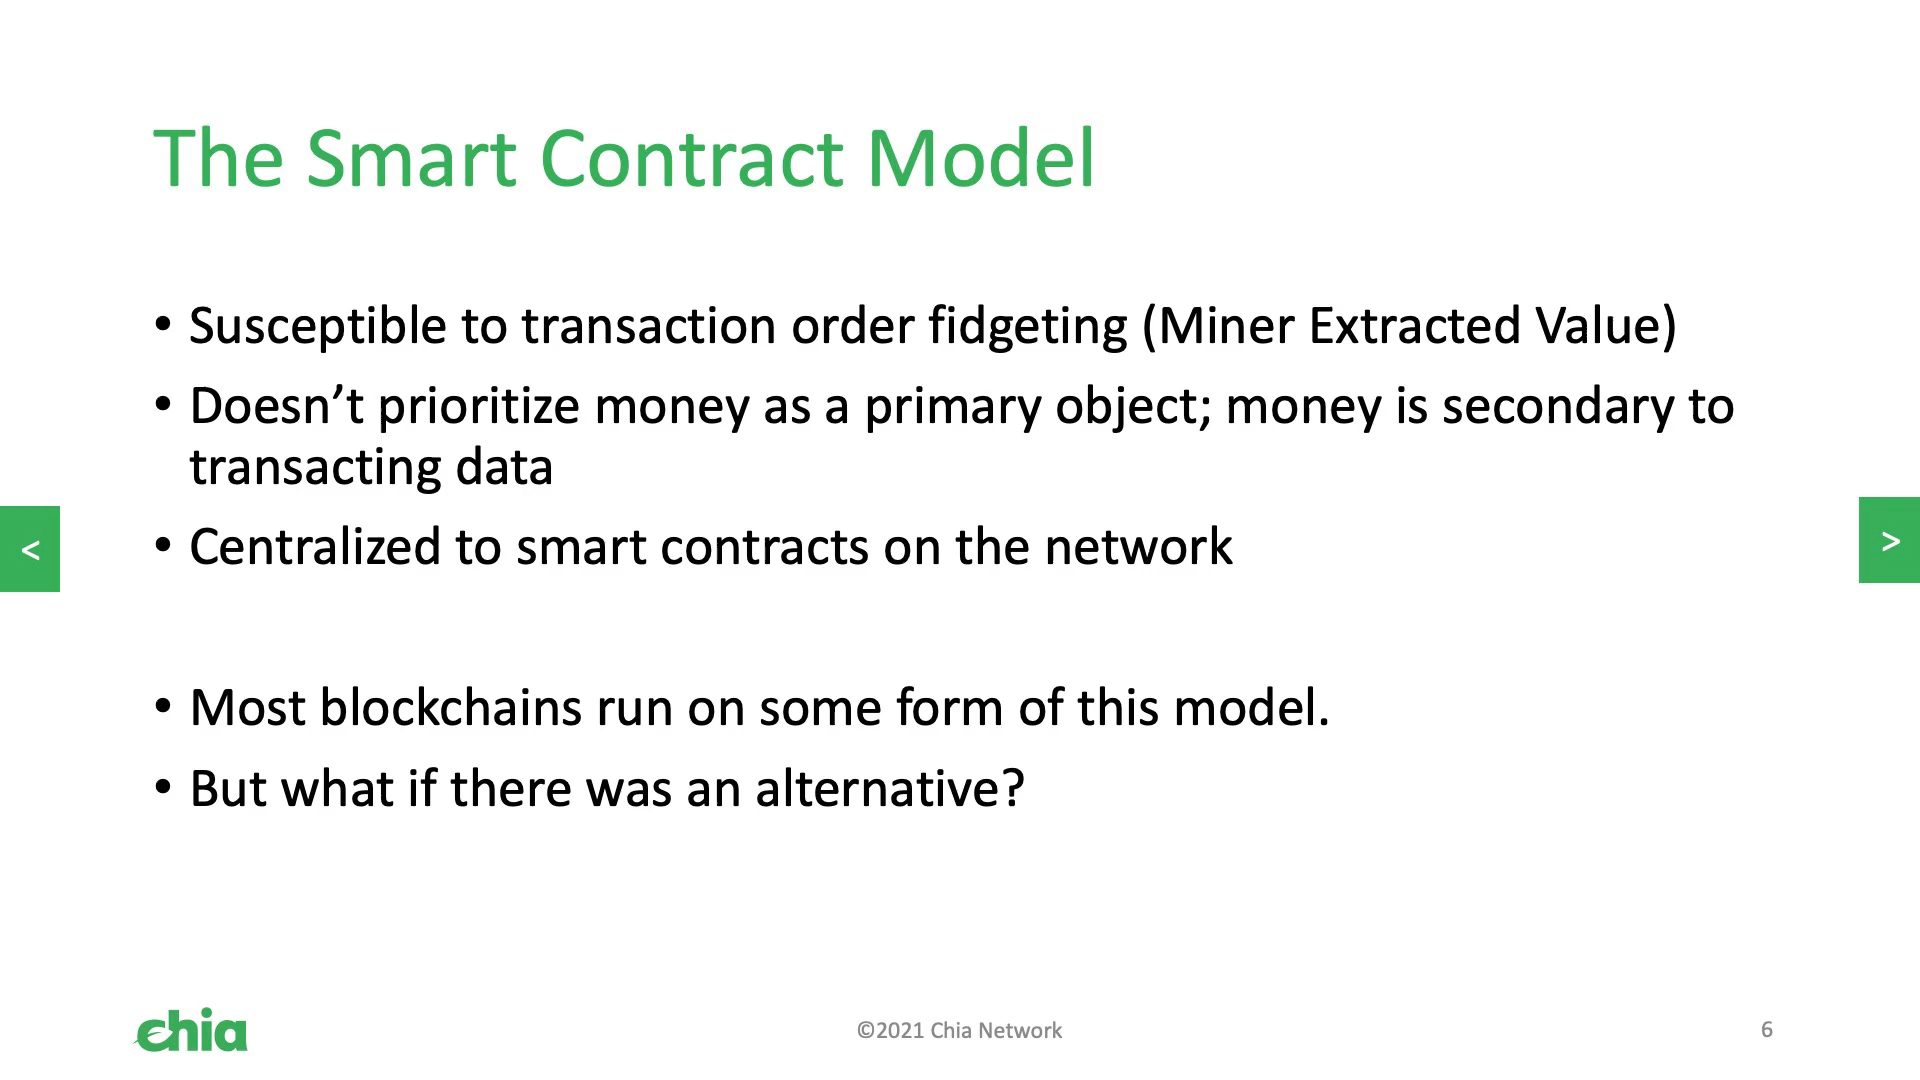 The Smart Contract Model
• Susceptible to transaction order fidgeting (Miner Extracted Value)
• Doesn’t prioritize money as a primary object; money is secondary to
transacting data
• Centralized to smart contracts on the network
<
>
• Most blockchains run on some form of this model.
• But what if there was an alternative?
chia
©2021 Chia Network
6